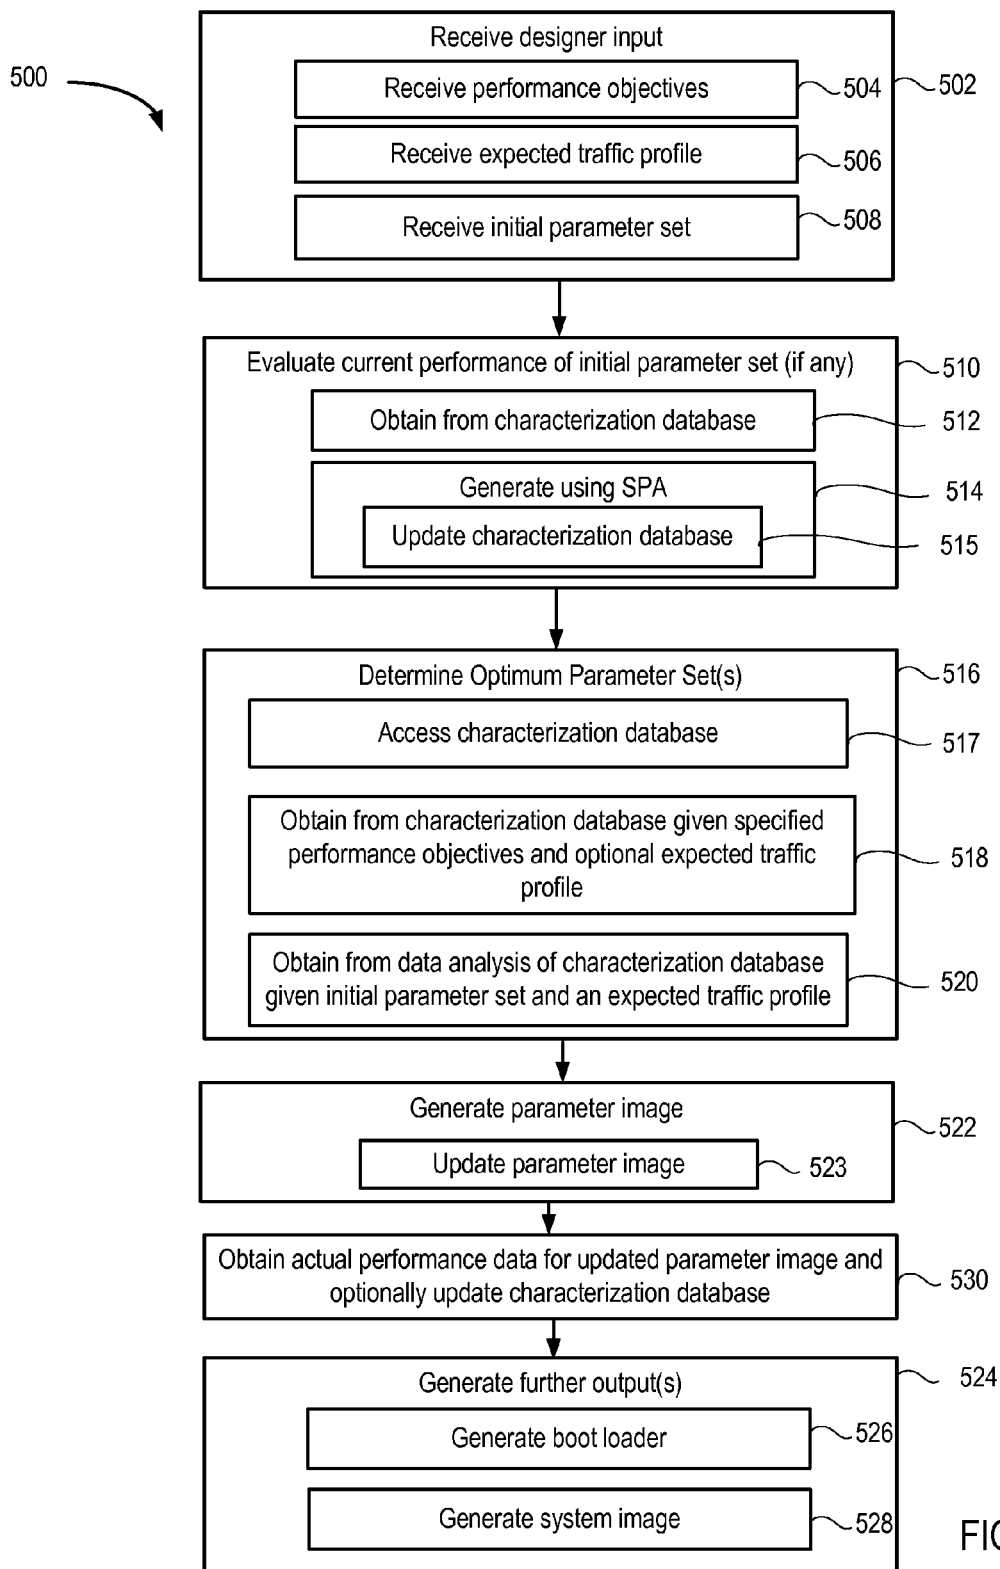 500
Receive designer input
502
Receive performance objectives
504
Receive expected traffic profile
506
Receive initial parameter set
508
Evaluate current performance of initial parameter set (if any)
510
Obtain from characterization database
512
Generate using SPA
514
Update characterization database
515
Determine Optimum Parameter Set(s)
516
Access characterization database
517
Obtain from characterization database given specified
performance objectives and optional expected traffic
profile
518
Obtain from data analysis of characterization database
given initial parameter set and an expected traffic profile
520
Generate parameter image
522
Update parameter image
523
Obtain actual performance data for updated parameter image and
optionally update characterization database
530
Generate further output(s)
524
Generate boot loader
526
Generate system image
528
FIG